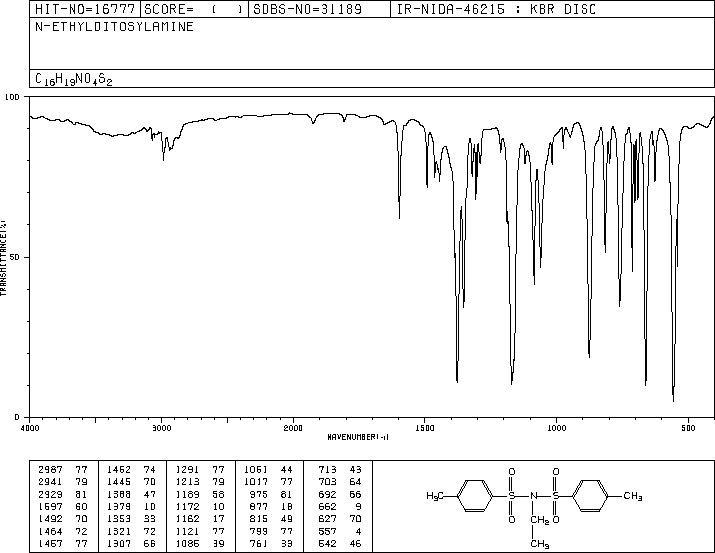 HIT-NO=16777 SCORE= ( ) SDBS-NO=31189 IR-NIDA-46215 : KBR DISC
N-ETHYLDITOSYLAMINE
C16H19NO4S2
100
50
0
TRANSMITTANCE(%)
4000 3000 2000 1500 1000 500
WAVENUMBER(-1)
2987 77 1462 74 1291 77 1061 44 713 43
2941 79 1445 70 1213 79 1017 77 703 64
2929 81 1388 47 1189 58 975 81 692 66
1597 60 1379 10 1172 10 877 18 662 9
1492 70 1353 33 1162 17 815 49 627 70
1464 72 1321 72 1121 77 799 77 557 4
1457 77 1307 66 1086 39 761 33 542 46
O O
H3C S N S CH3
O CH2 O
CH3